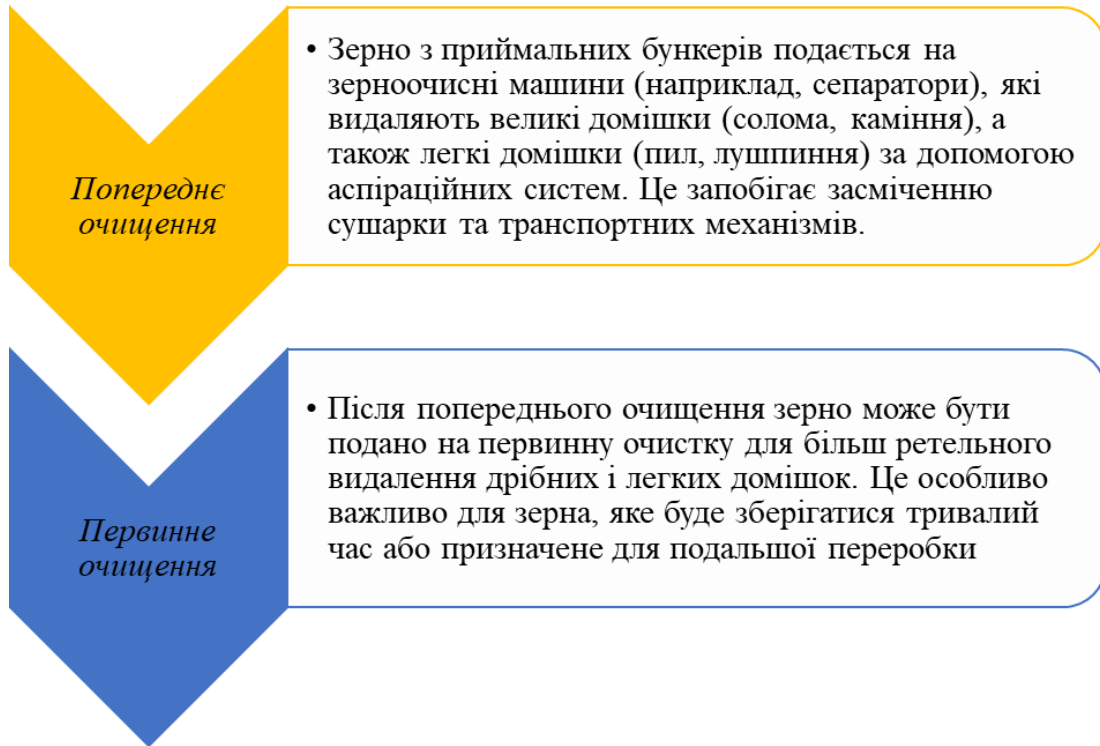 Попереднє
очищення
• Зерно з приймальних бункерів подається на
зерноочисні машини (наприклад, сепаратори), які
видаляють великі домішки (солома, каміння), а
також легкі домішки (пил, лушпиння) за допомогою
аспіраційних систем. Це запобігає засміченню
сушарки та транспортних механізмів.
Первинне
очищення
• Після попереднього очищення зерно може бути
подано на первинну очистку для більш ретельного
видалення дрібних і легких домішок. Це особливо
важливо для зерна, яке буде зберігатися тривалий
час або призначене для подальшої переробки